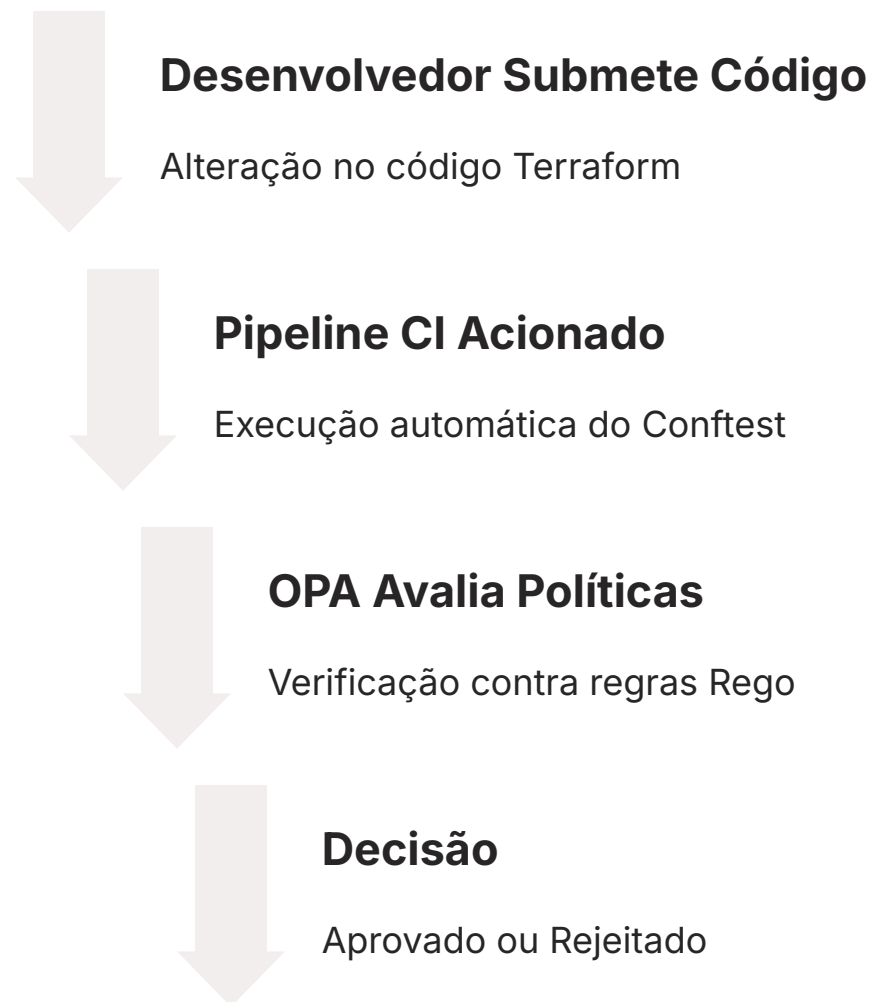 Desenvolvedor Submete Código
Alteração no código Terraform
Pipeline CI Acionado
Execução automática do Conftest
OPA Avalia Políticas
Verificação contra regras Rego
Decisão
Aprovado ou Rejeitado